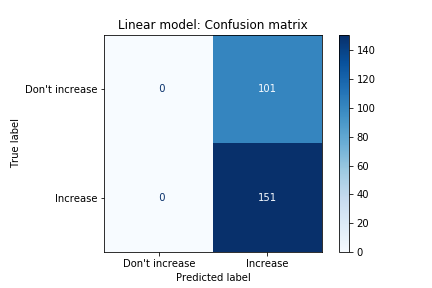 Linear model: Confusion matrix
Don't increase
0
101
Increase
0
151
Don't increase
Increase
True label
Predicted label
140
120
100
80
60
40
20
0